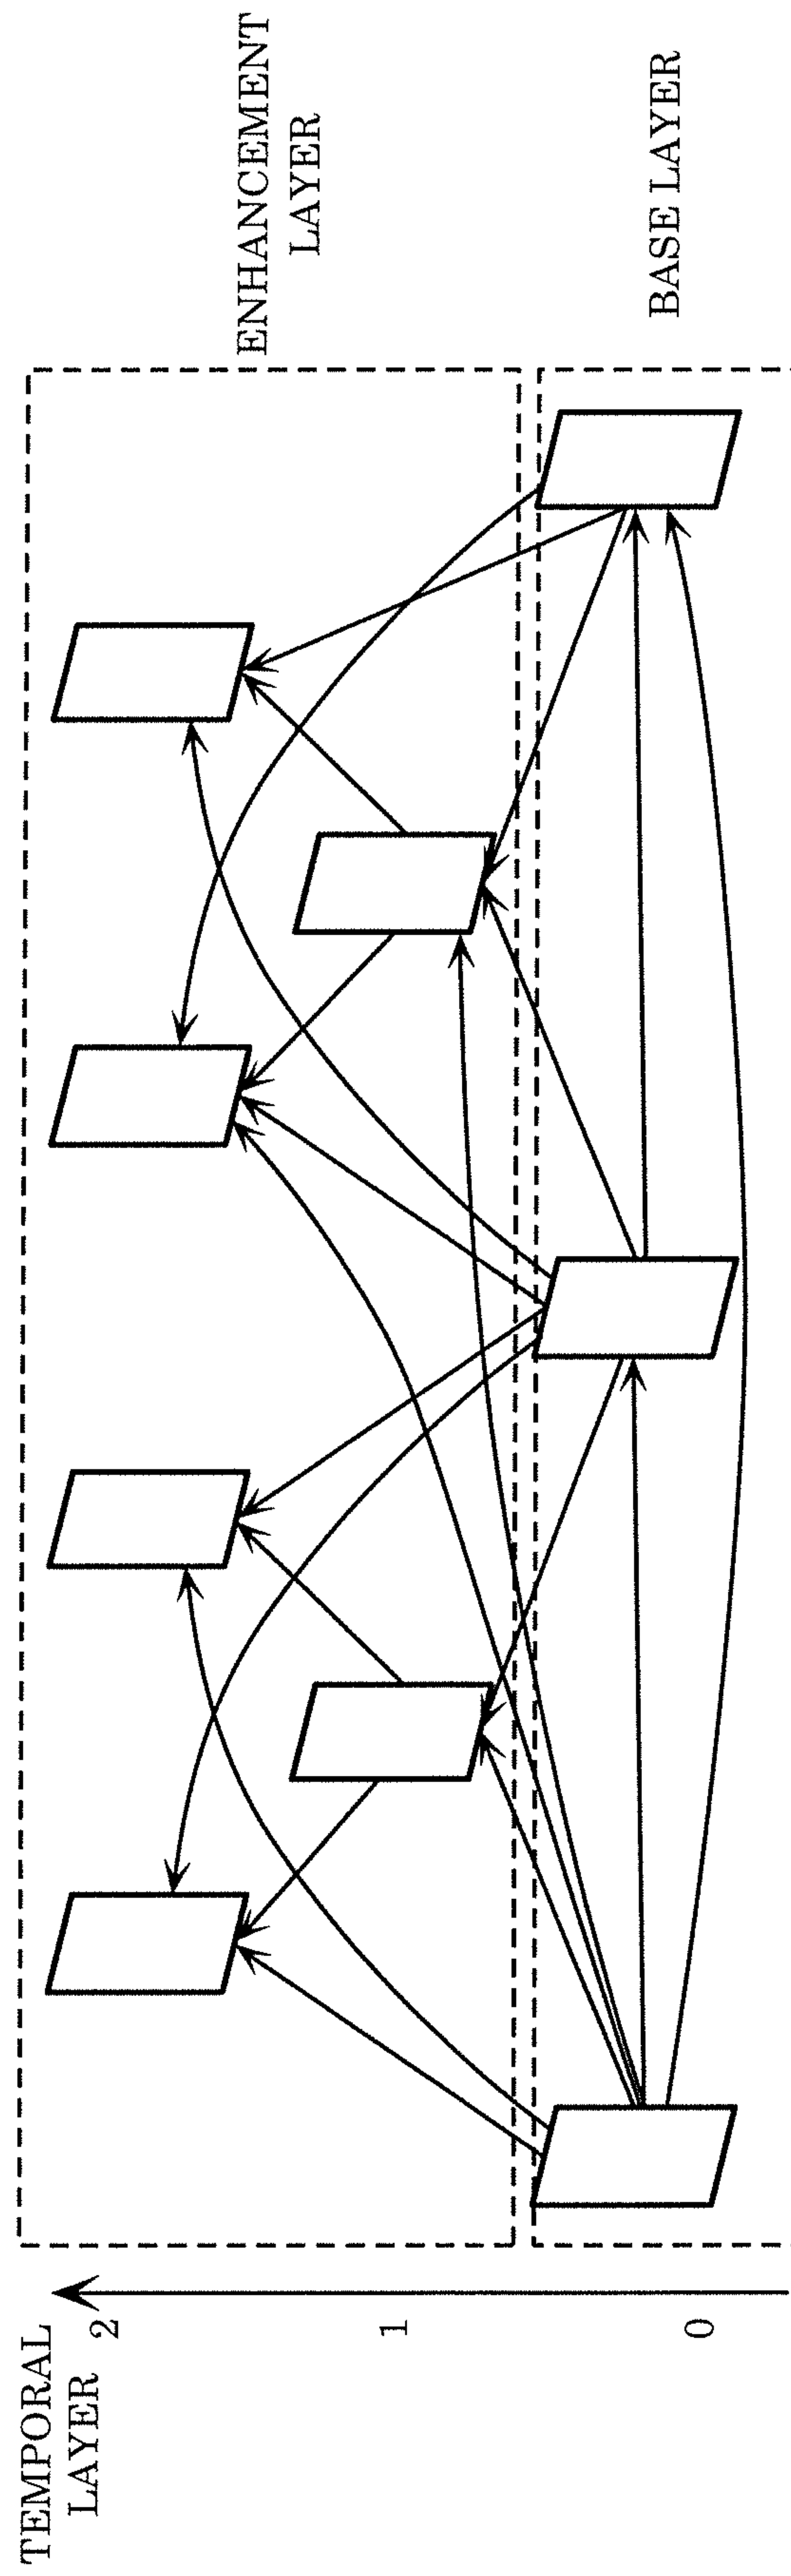 TEMPORAL
LAYER
2
1
0
ENHANCEMENT
LAYER
BASE LAYER